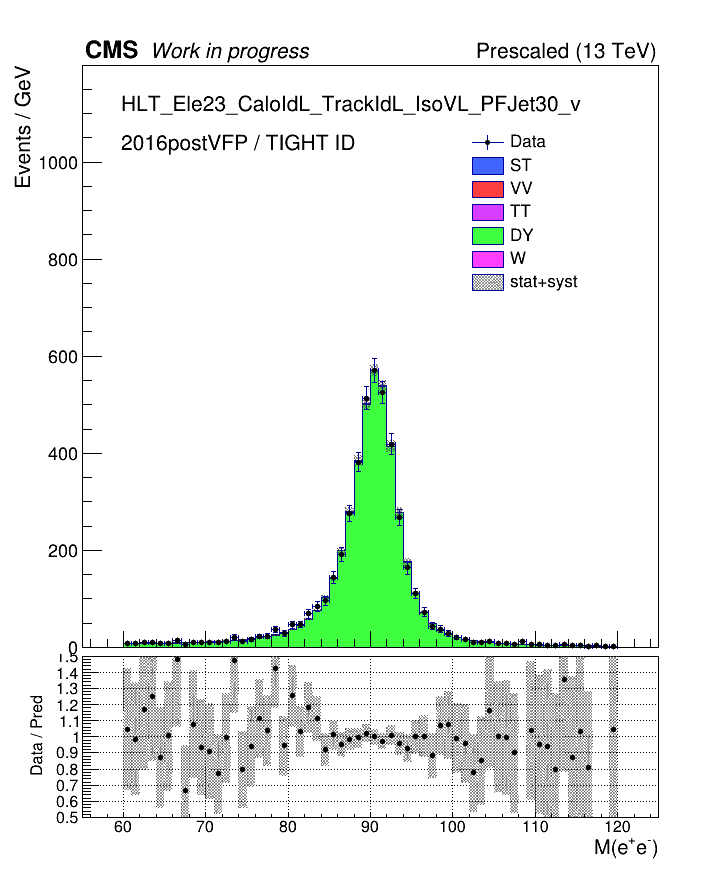 CMS Work in progress Prescaled (13 TeV)
Events / GeV
HLT_Ele23_CaloIdL_TrackIdL_IsoVL_PFJet30_v
2016postVFP / TIGHT ID
Data
ST
VV
TT
DY
W
stat+syst
1000
800
600
400
200
0
Data / Pred
1.5
1.4
1.3
1.2
1.1
1
0.9
0.8
0.7
0.6
0.5
60 70 80 90 100 110 120
M(e⁺e⁻)